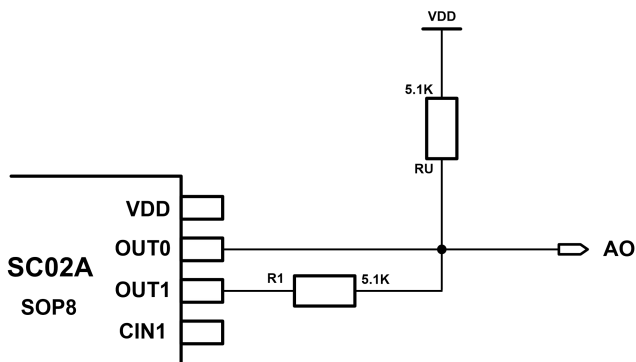 VDD
5.1K
RU
VDD
OUT0
AO
SC02A
OUT1
R1
5.1K
SOP8
CIN1